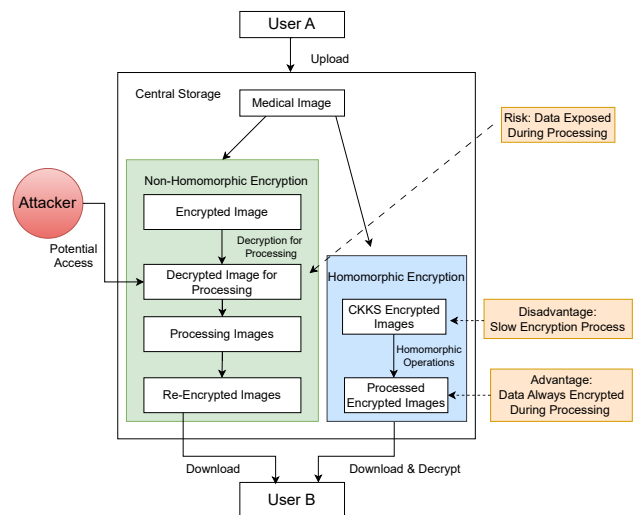 User A
Upload
Central Storage
Medical Image
Risk: Data Exposed
During Processing
Non-Homomorphic Encryption
Attacker
Encrypted Image
Potential
Access
Decryption for
Processing
Decrypted Image for
Processing
Homomorphic Encryption
Processing Images
CKKS Encrypted
Images
Disadvantage:
Slow Encryption Process
Homomorphic
Operations
Re-Encrypted Images
Processed
Encrypted Images
Advantage:
Data Always Encrypted
During Processing
Download
Download & Decrypt
User B